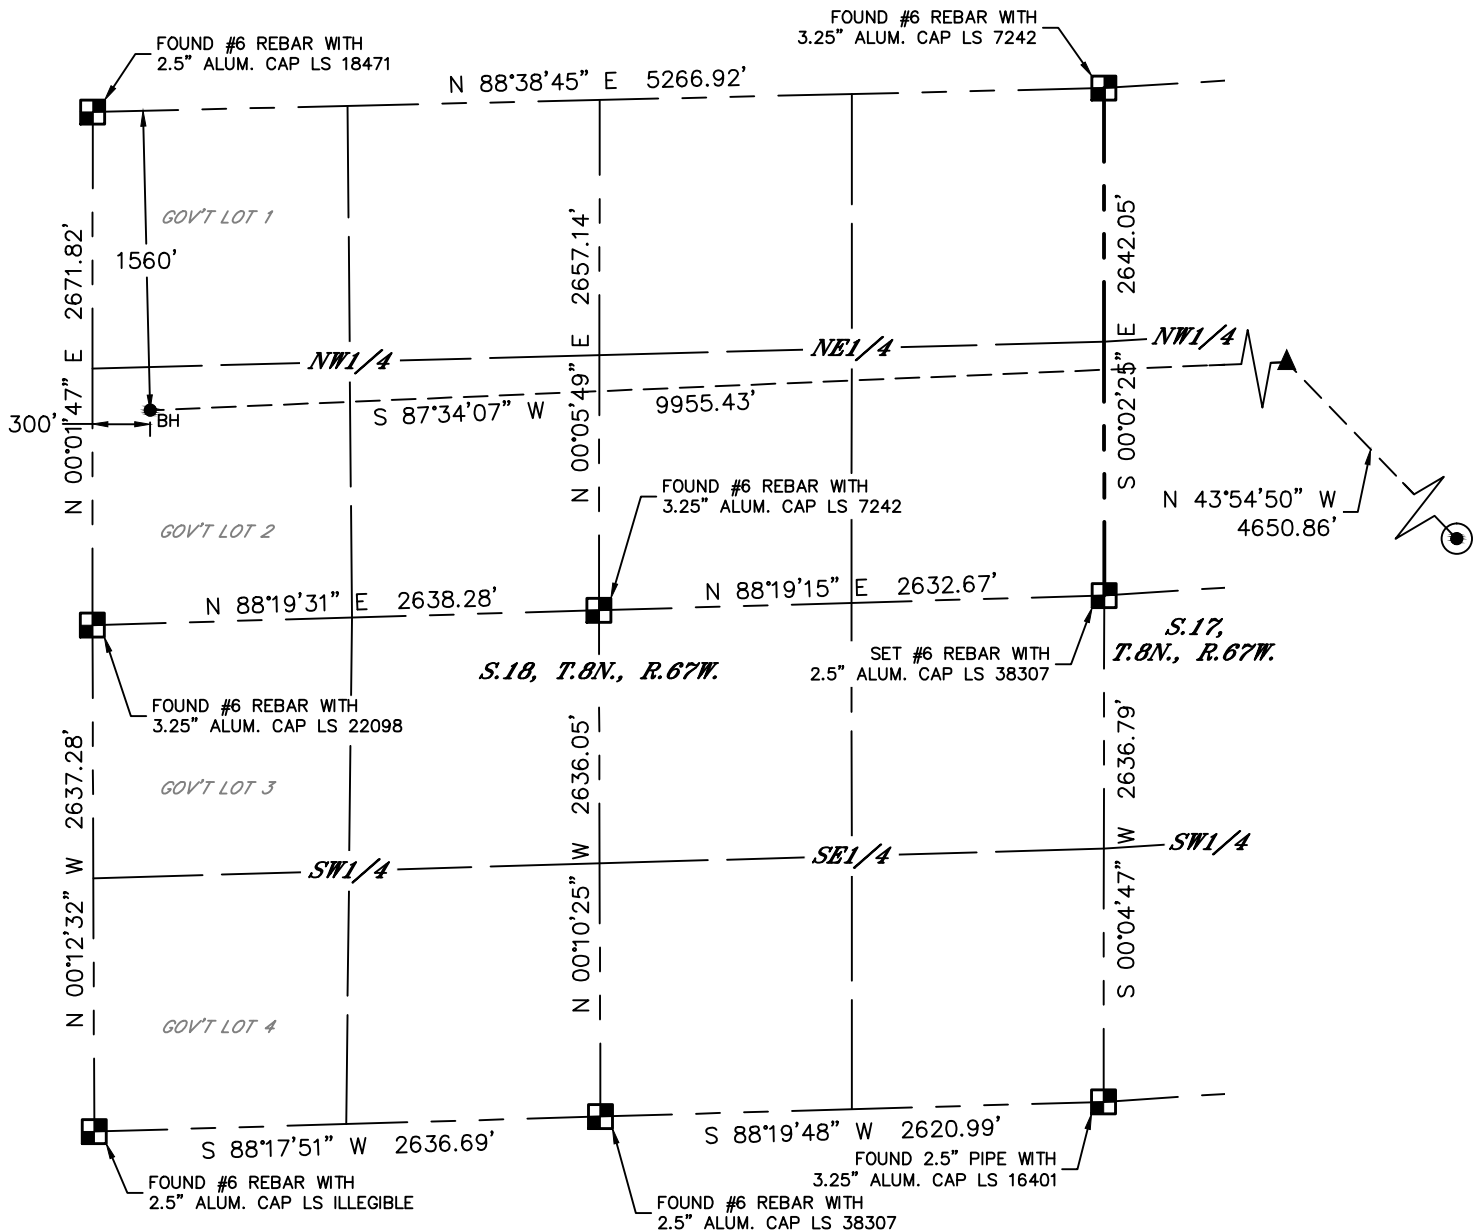 FOUND #6 REBAR WITH
2.5" ALUM. CAP LS 18471
FOUND #6 REBAR WITH
3.25" ALUM. CAP LS 7242
N 88°38'45" E 5266.92'
GOV'T LOT 1
1560'
N 00°01'47" E 2671.82'
N 00°05'49" E 2657.14'
S 00°02'25" E 2642.05'
NW1/4
NE1/4
NW1/4
300'
BH
S 87°34'07" W 9955.43'
N 43°54'50" W
4650.86'
FOUND #6 REBAR WITH
3.25" ALUM. CAP LS 7242
GOV'T LOT 2
N 88°19'31" E 2638.28'
N 88°19'15" E 2632.67'
S.17,
T.8N., R.67W.
SET #6 REBAR WITH
2.5" ALUM. CAP LS 38307
S.18, T.8N., R.67W.
FOUND #6 REBAR WITH
3.25" ALUM. CAP LS 22098
N 00°12'32" W 2637.28'
N 00°10'25" W 2636.05'
S 00°04'47" W 2636.79'
GOV'T LOT 3
SW1/4
SE1/4
SW1/4
GOV'T LOT 4
S 88°17'51" W 2636.69'
S 88°19'48" W 2620.99'
FOUND 2.5" PIPE WITH
3.25" ALUM. CAP LS 16401
FOUND #6 REBAR WITH
2.5" ALUM. CAP LS ILLEGIBLE
FOUND #6 REBAR WITH
2.5" ALUM. CAP LS 38307